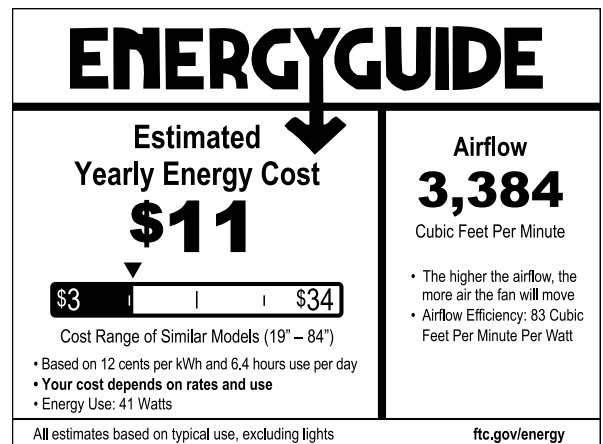 ENERGYGUIDE
Estimated
Yearly Energy Cost
$11
$3 $34
Cost Range of Similar Models (19" – 84")
• Based on 12 cents per kWh and 6.4 hours use per day
• Your cost depends on rates and use
• Energy Use: 41 Watts
Airflow
3,384
Cubic Feet Per Minute
• The higher the airflow, the
more air the fan will move
• Airflow Efficiency: 83 Cubic
Feet Per Minute Per Watt
All estimates based on typical use, excluding lights
ftc.gov/energy